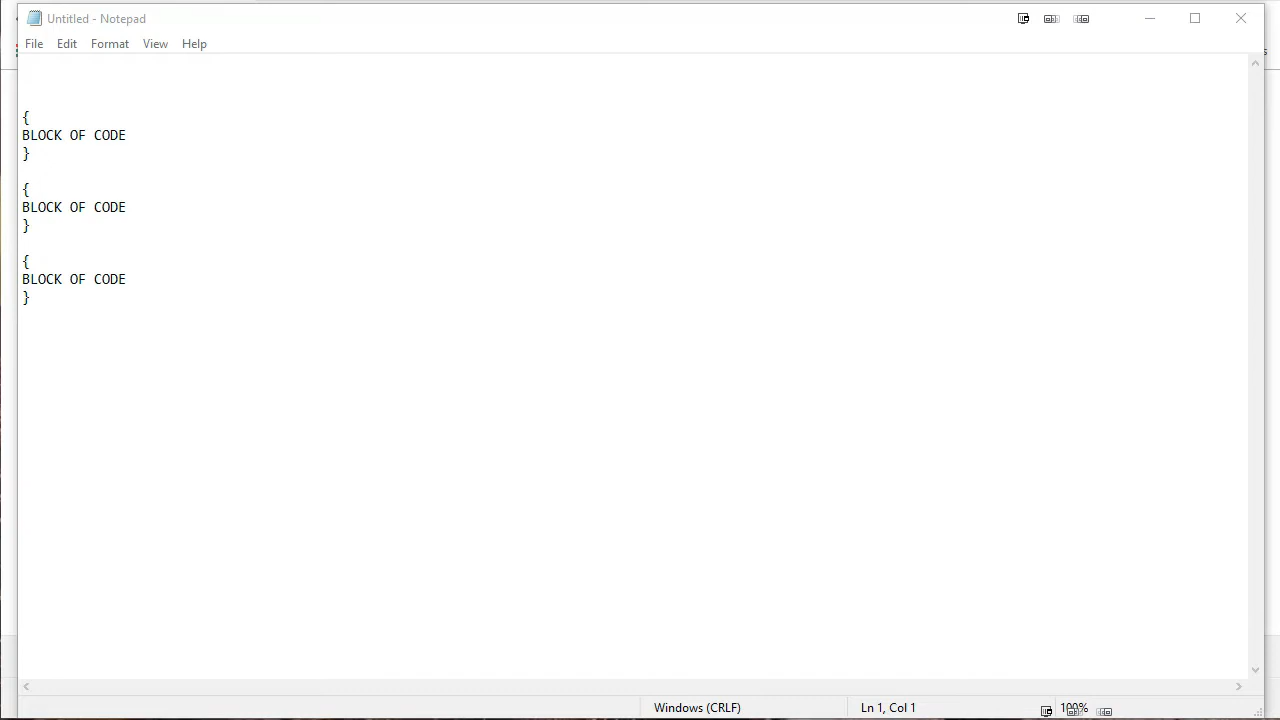 Untitled - Notepad
File Edit Format View Help
{
BLOCK OF CODE
}
{
BLOCK OF CODE
}
{
BLOCK OF CODE
}
Windows (CRLF) Ln 1, Col 1 100%